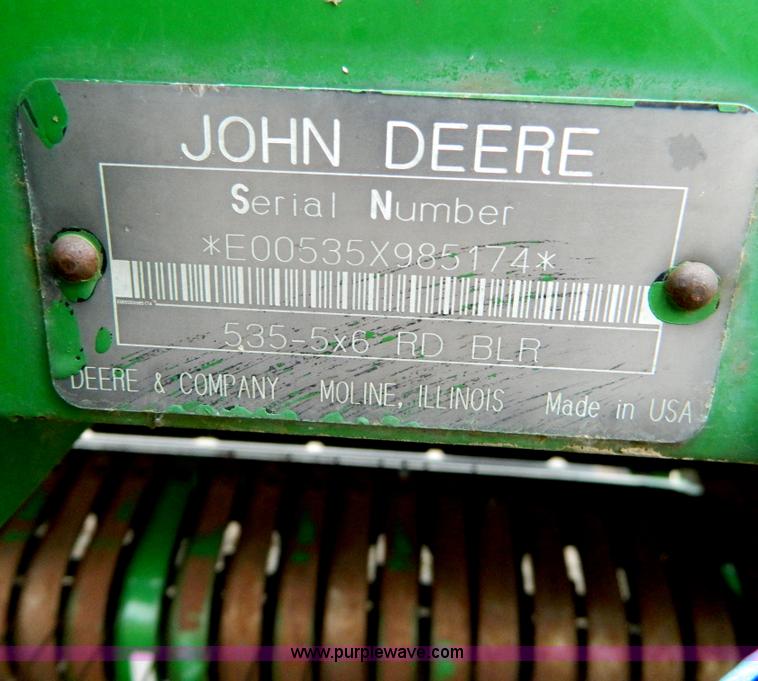 JOHN DEERE
Serial Number
*E00535X985174*
535-5x6 RD BLR
DEERE & COMPANY MOLINE, ILLINOIS Made in USA
www.purplewave.com